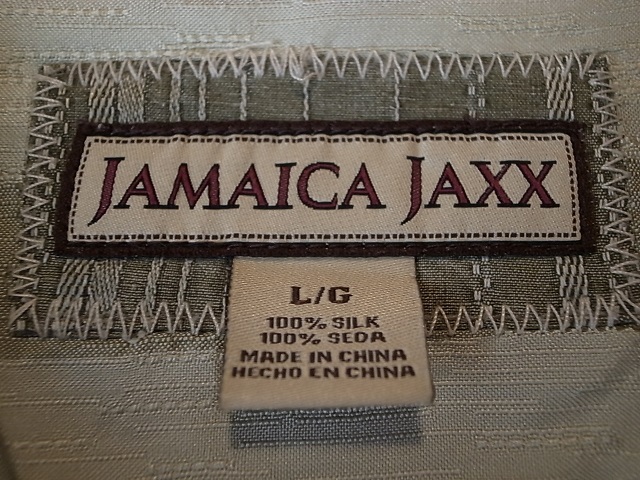 JAMAICA JAXX
L/G
100% SILK
100% SEDA
MADE IN CHINA
HECHO EN CHINA